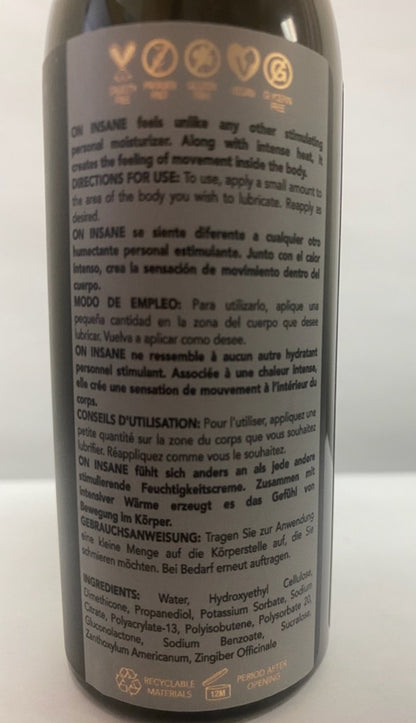 CRUELTY FREE
PARABEN FREE
GLUTEN FREE
VEGAN
GLYCERIN FREE
ON INSANE feels unlike any other stimulating
personal moisturizer. Along with intense heat, it
creates the feeling of movement inside the body.
DIRECTIONS FOR USE: To use, apply a small amount to
the area of the body you wish to lubricate. Reapply as
desired.
ON INSANE se siente diferente a cualquier otro
humectante personal estimulante. Junto con el calor
intenso, crea la sensación de movimiento dentro del
cuerpo.
MODO DE EMPLEO: Para utilizarlo, aplique una
pequeña cantidad en la zona del cuerpo que desee
lubricar. Vuelva a aplicar como desee.
ON INSANE ne ressemble à aucun autre hydratant
personnel stimulant. Associée à une chaleur intense,
elle crée une sensation de mouvement à l'intérieur du
corps.
CONSEILS D'UTILISATION: Pour l'utiliser, appliquez une
petite quantité sur la zone du corps que vous souhaitez
lubrifier. Réappliquez comme vous le souhaitez.
ON INSANE fühlt sich anders an als jede andere
stimulierende Feuchtigkeitscreme. Zusammen mit
intensiver Wärme erzeugt es das Gefühl von
Bewegung im Körper.
GEBRAUCHSANWEISUNG: Tragen Sie zur Anwendung
eine kleine Menge auf die Körperstelle auf, die Sie
schmieren möchten. Bei Bedarf erneut auftragen.
INGREDIENTS: Water, Hydroxyethyl Cellulose,
Dimethicone, Propanediol, Potassium Sorbate, Sodium
Citrate, Polyacrylate-13, Polyisobutene, Polysorbate 20,
Gluconolactone, Sodium Benzoate, Sucralose,
Zanthoxylum Americanum, Zingiber Officinale
RECYCLABLE MATERIALS
12M
PERIOD AFTER OPENING